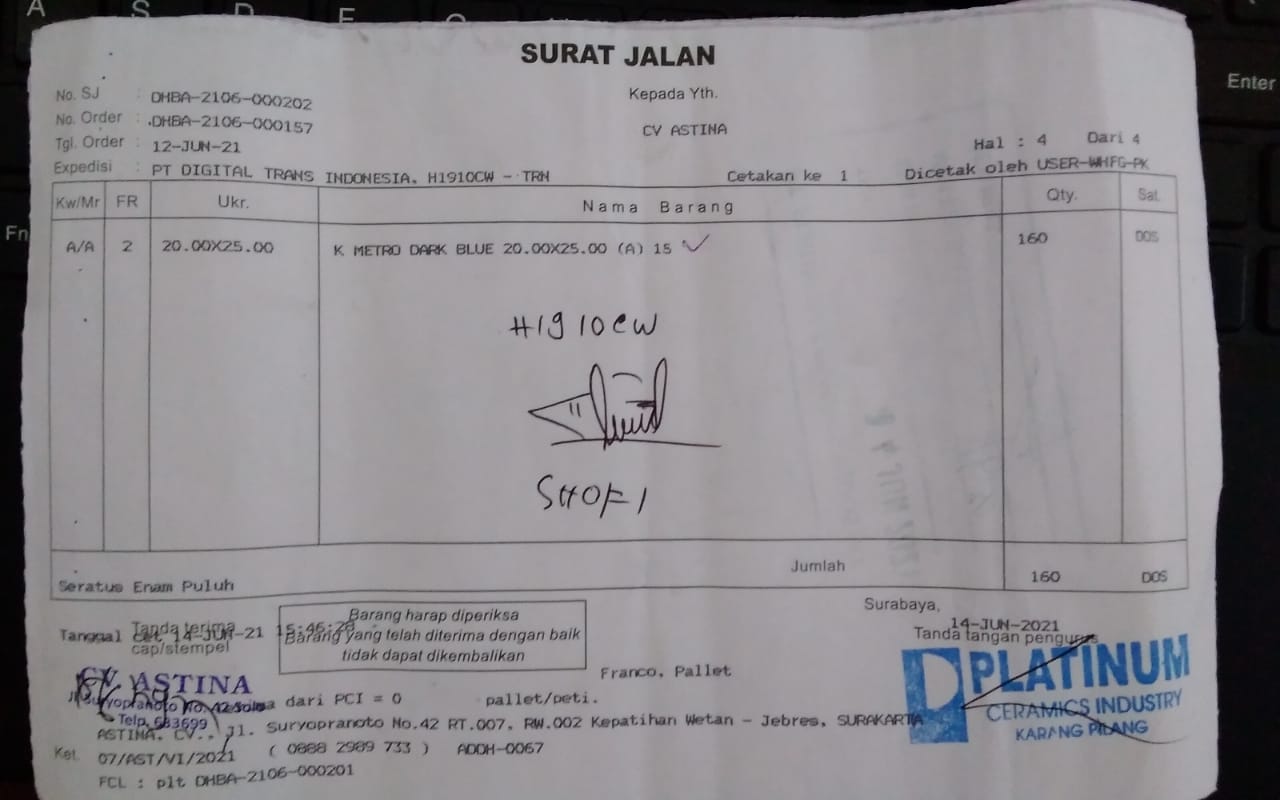 A S D F G
Enter
Fn
SURAT JALAN
No. SJ : DHBA-2106-000202
No. Order : .DHBA-2106-000157
Tgl. Order : 12-JUN-21
Expedisi : PT DIGITAL TRANS INDONESIA. H1910CW - TRN
Kepada Yth.
CV ASTINA
Hal : 4 Dari 4
Cetakan ke 1 Dicetak oleh USER-WHFG-PK
Kw/Mr FR Ukr. Nama Barang Qty. Sat.
A/A 2 20.00X25.00 K. METRO DARK BLUE 20.00X25.00 (A) 15 160 DOS
H1910CW
SHOFI
Jumlah
Seratus Enam Puluh 160 DOS
Surabaya,
14-JUN-2021
Tanda tangan pengurus
Tanda terima
cap/stempel
Tanggal Cet 14-JUN-21 15:46:28
Barang harap diperiksa
Barang yang telah diterima dengan baik
tidak dapat dikembalikan
Franco, Pallet
CV. ASTINA
Jl. Suryopranoto No. 42 Solo
Telp. 633699
dari PCI = 0 pallet/peti.
ASTINA. CV., Jl. Suryopranoto No.42 RT.007, RW.002 Kepatihan Wetan - Jebres, SURAKARTA
Ket. 07/AST/VI/2021 ( 0888 2989 733 ) ADDH-0067
FCL : plt DHBA-2106-000201
PLATINUM
CERAMICS INDUSTRY
KARANG PILANG